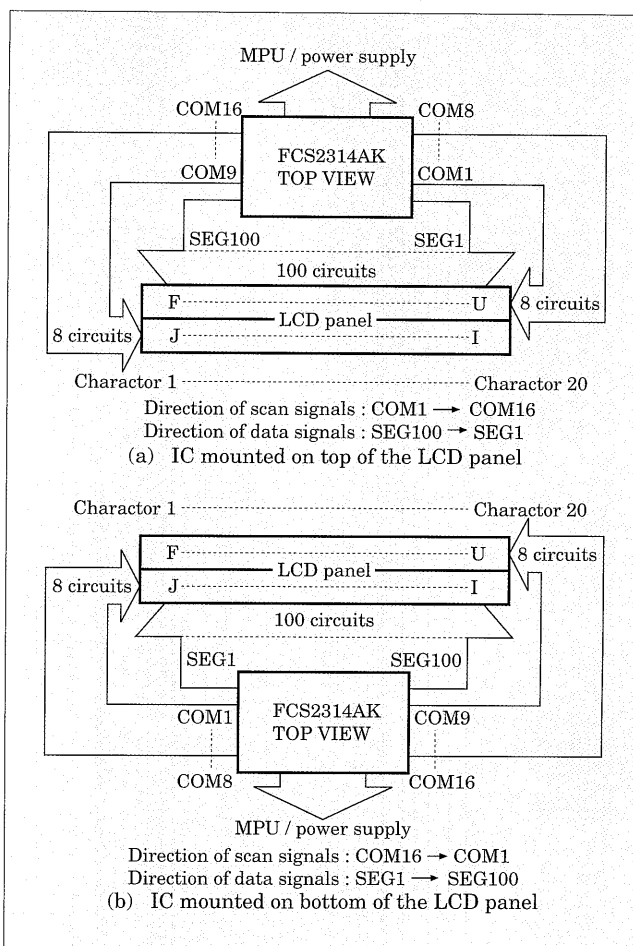 MPU / power supply
COM16
COM8
FCS2314AK
TOP VIEW
COM9
COM1
SEG100
SEG1
100 circuits
F
U
8 circuits
LCD panel
8 circuits
J
I
Charactor 1
Charactor 20
Direction of scan signals : COM1 → COM16
Direction of data signals : SEG100 → SEG1
(a) IC mounted on top of the LCD panel
Charactor 1
Charactor 20
F
U
8 circuits
LCD panel
8 circuits
J
I
100 circuits
SEG1
SEG100
FCS2314AK
TOP VIEW
COM1
COM9
COM8
COM16
MPU / power supply
Direction of scan signals : COM16 → COM1
Direction of data signals : SEG1 → SEG100
(b) IC mounted on bottom of the LCD panel